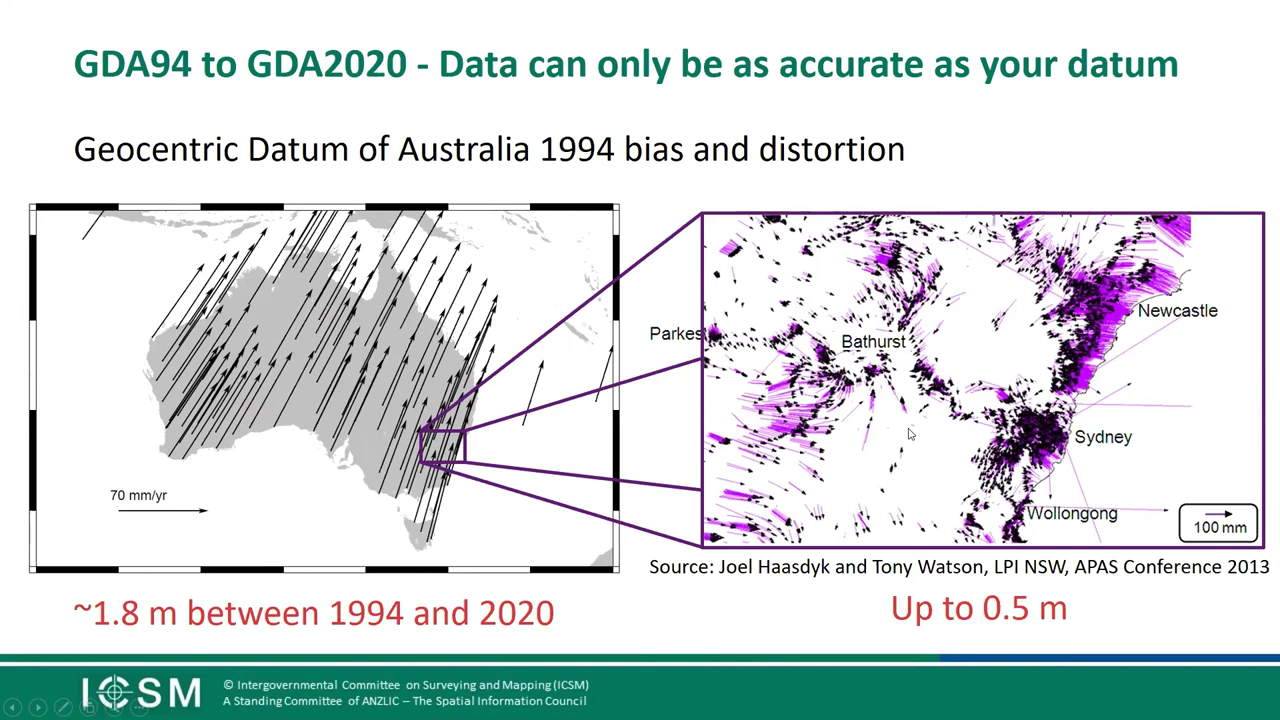 GDA94 to GDA2020 - Data can only be as accurate as your datum
Geocentric Datum of Australia 1994 bias and distortion
70 mm/yr
Parkes
Bathurst
Newcastle
Sydney
Wollongong
100 mm
Source: Joel Haasdyk and Tony Watson, LPI NSW, APAS Conference 2013
~1.8 m between 1994 and 2020
Up to 0.5 m
ICSM
© Intergovernmental Committee on Surveying and Mapping (ICSM)
A Standing Committee of ANZLIC – The Spatial Information Council